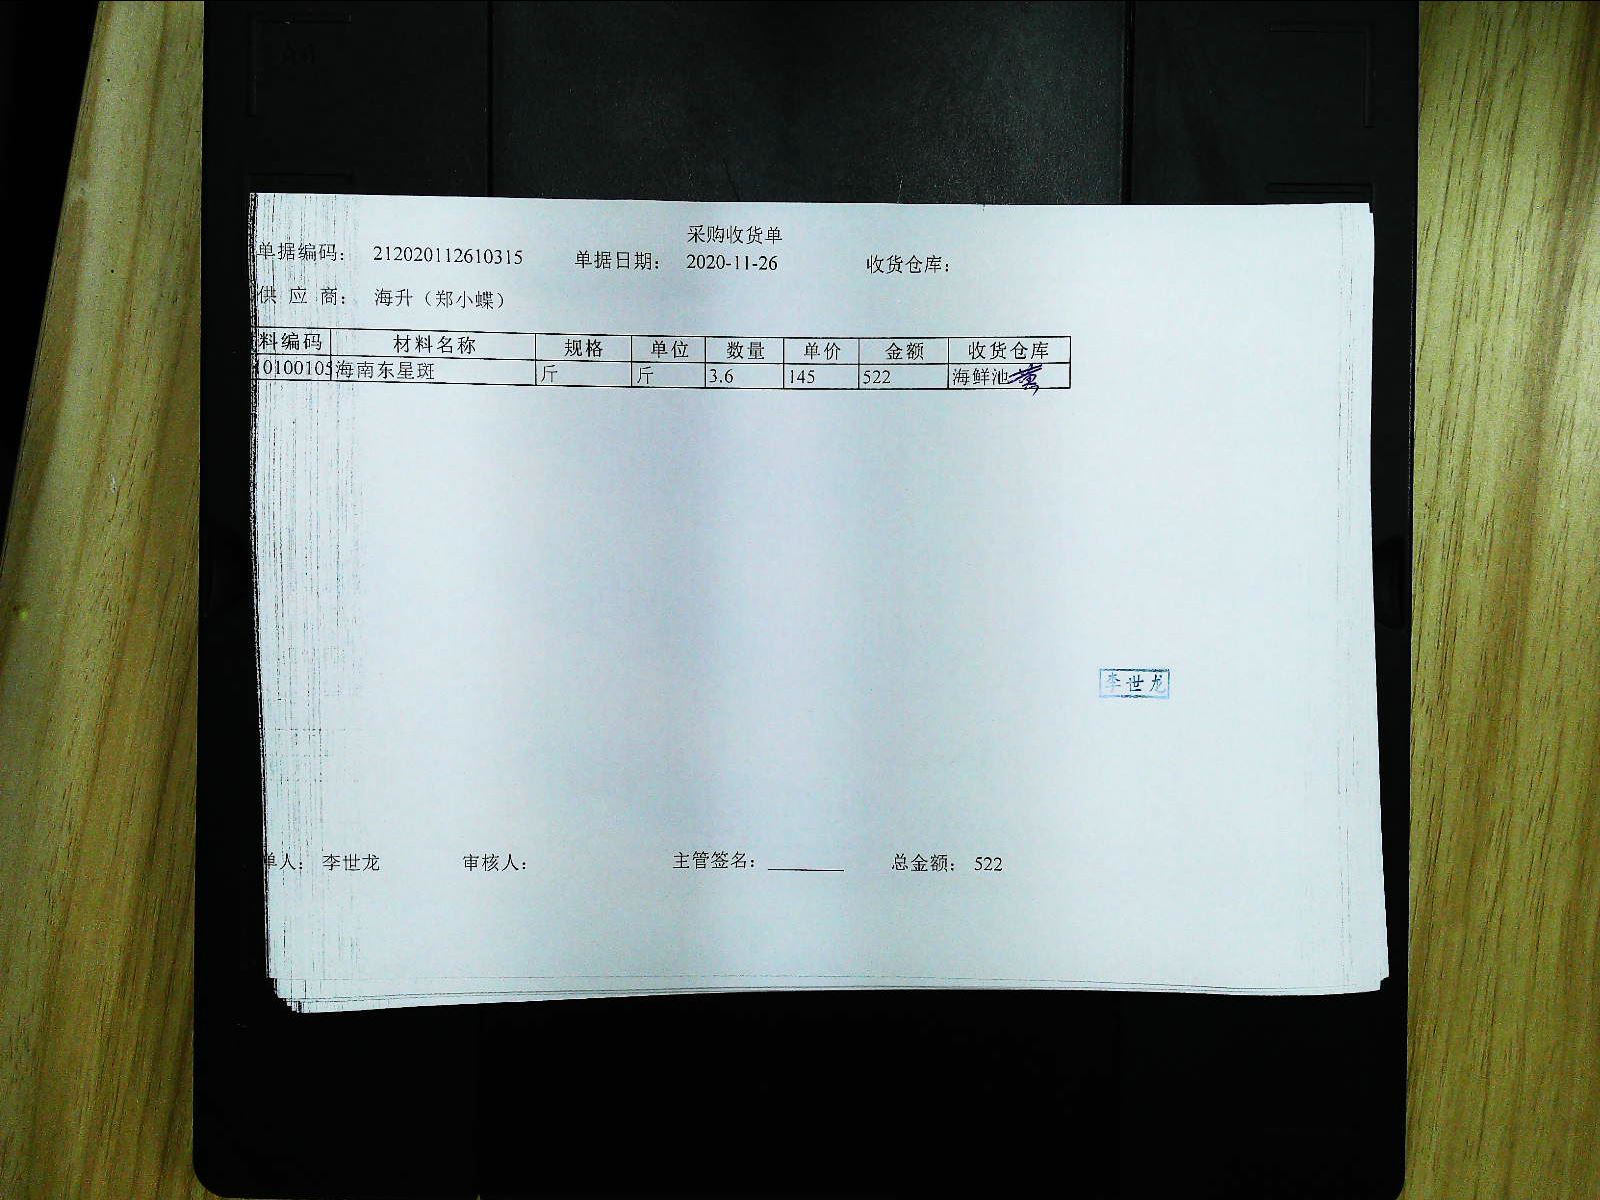 采购收货单
单据编码： 212020112610315 单据日期： 2020-11-26 收货仓库：
供 应 商： 海升（郑小蝶）
料编码 材料名称 规格 单位 数量 单价 金额 收货仓库
0100105 海南东星斑 斤 斤 3.6 145 522 海鲜池
李世龙
单人： 李世龙 审核人： 主管签名： 总金额： 522